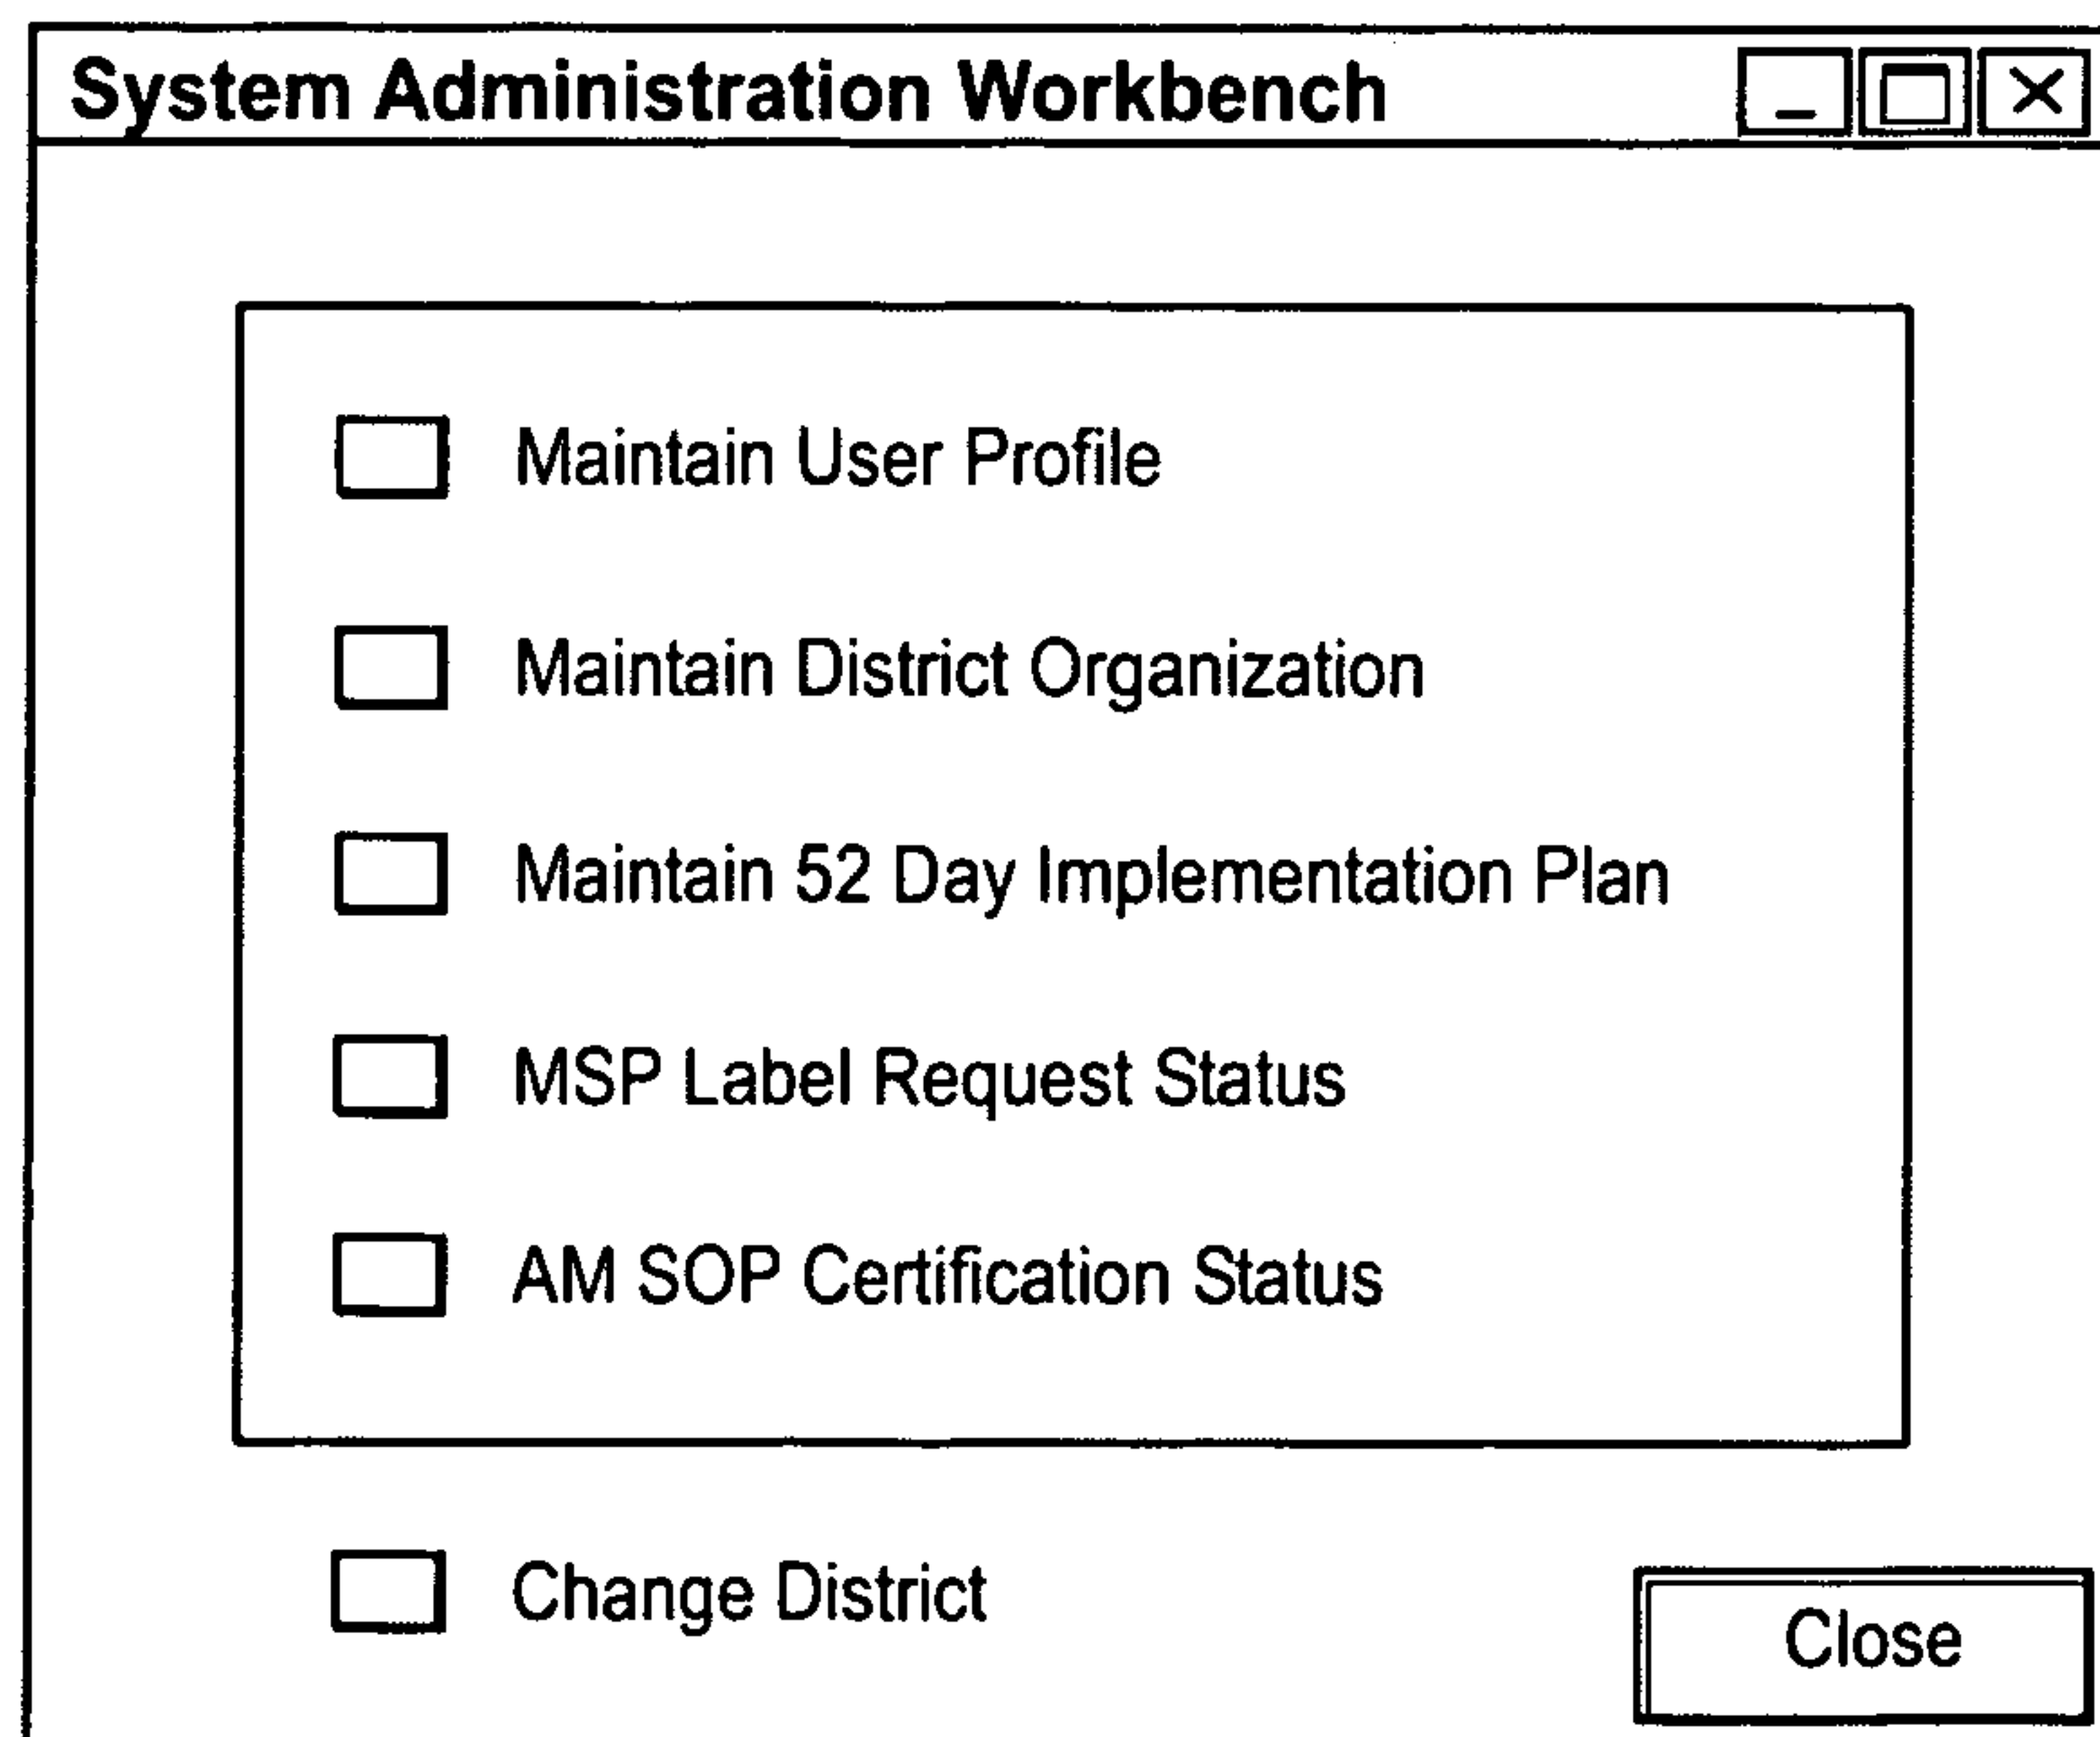 System Administration Workbench
Maintain User Profile
Maintain District Organization
Maintain 52 Day Implementation Plan
MSP Label Request Status
AM SOP Certification Status
Change District
Close